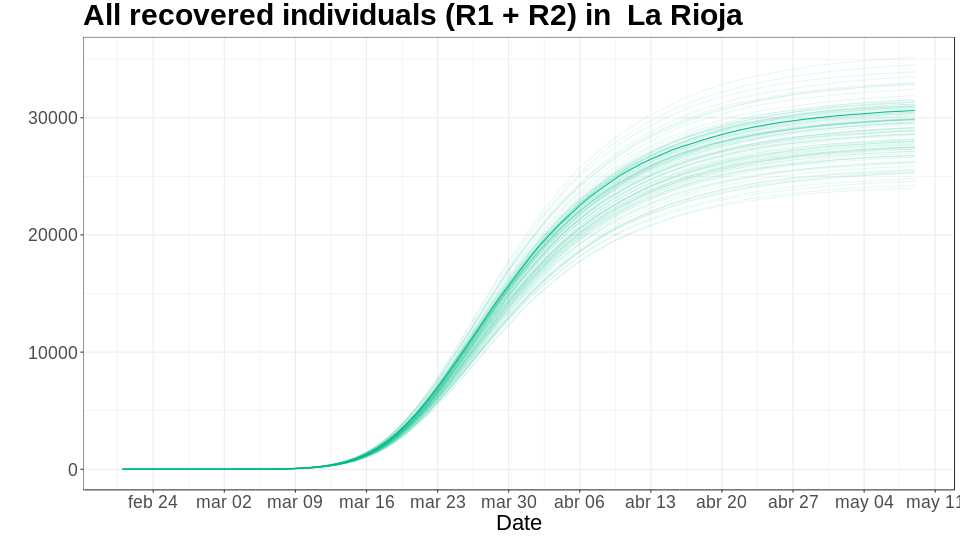 All recovered individuals (R1 + R2) in  La Rioja
30000
20000
10000
0
feb 24 mar 02 mar 09 mar 16 mar 23 mar 30 abr 06 abr 13 abr 20 abr 27 may 04 may 11
Date